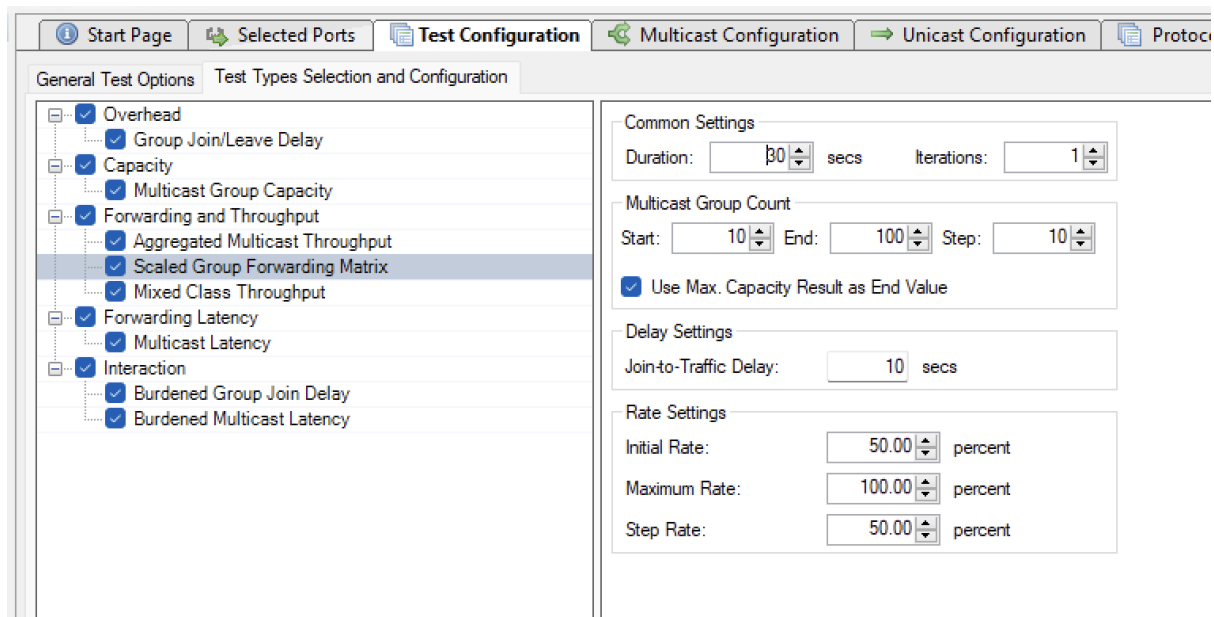 Start Page Selected Ports Test Configuration Multicast Configuration Unicast Configuration Protoc
General Test Options Test Types Selection and Configuration
Overhead
Group Join/Leave Delay
Capacity
Multicast Group Capacity
Forwarding and Throughput
Aggregated Multicast Throughput
Scaled Group Forwarding Matrix
Mixed Class Throughput
Forwarding Latency
Multicast Latency
Interaction
Burdened Group Join Delay
Burdened Multicast Latency
Common Settings
Duration: 30 secs Iterations: 1
Multicast Group Count
Start: 10 End: 100 Step: 10
Use Max. Capacity Result as End Value
Delay Settings
Join-to-Traffic Delay: 10 secs
Rate Settings
Initial Rate: 50.00 percent
Maximum Rate: 100.00 percent
Step Rate: 50.00 percent